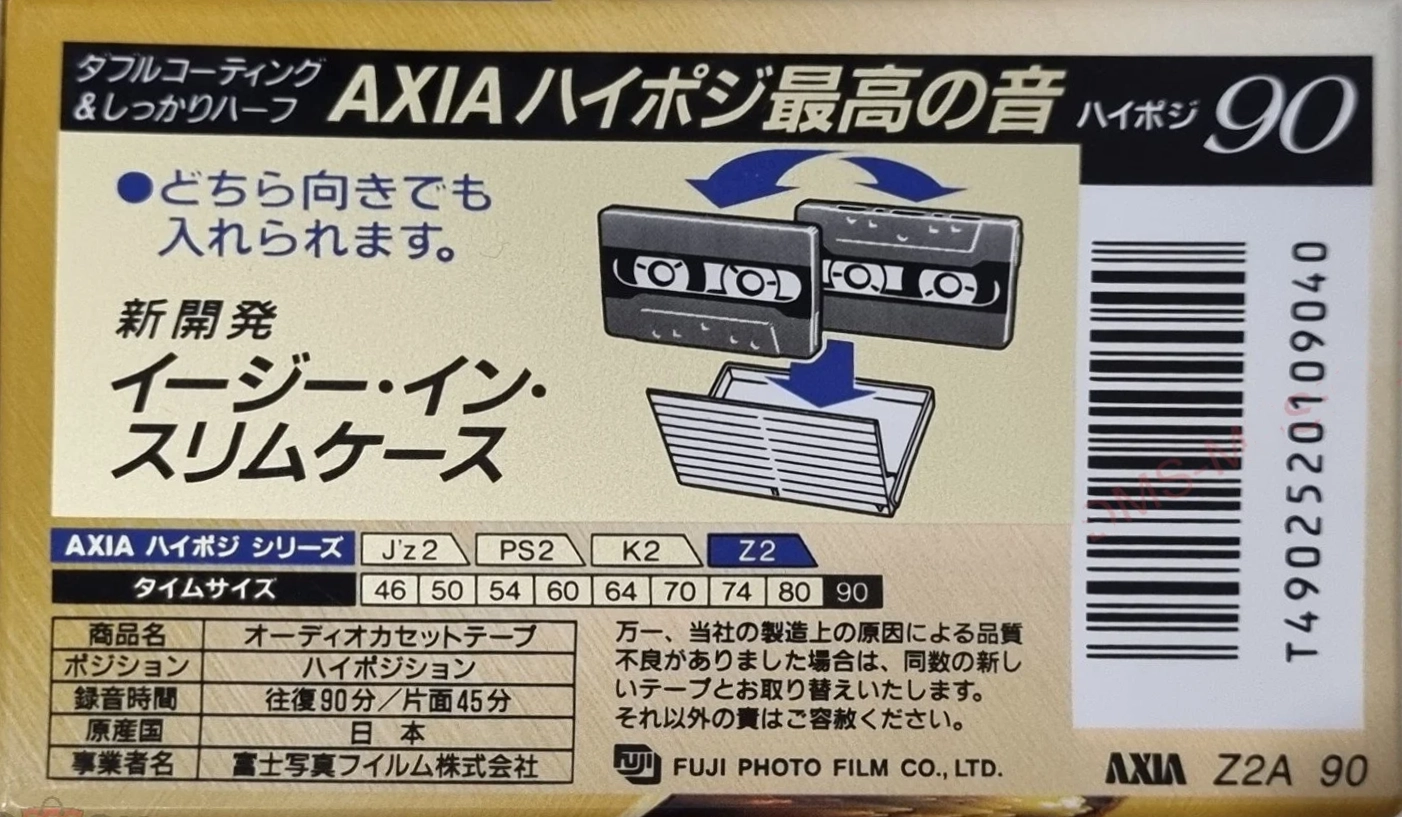 ダブルコーティング
&しっかりハーフ
AXIAハイポジ最高の音
ハイポジ 90
●どちら向きでも
入れられます。
新開発
イージー・イン・
スリムケース
T4902520109040
AXIA ハイポジ シリーズ J'z2 PS2 K2 Z2
タイムサイズ 46 50 54 60 64 70 74 80 90
商品名 オーディオカセットテープ
ポジション ハイポジション
録音時間 往復90分/片面45分
原産国 日本
事業者名 富士写真フイルム株式会社
万一、当社の製造上の原因による品質
不良がありました場合は、同数の新し
いテープとお取り替えいたします。
それ以外の責はご容赦ください。
FUJI FUJI PHOTO FILM CO., LTD.
AXIA Z2A 90